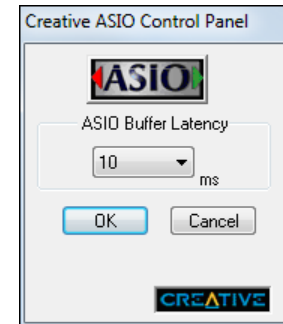 Creative ASIO Control Panel
ASIO
ASIO Buffer Latency
10
ms
OK
Cancel
CREATIVE